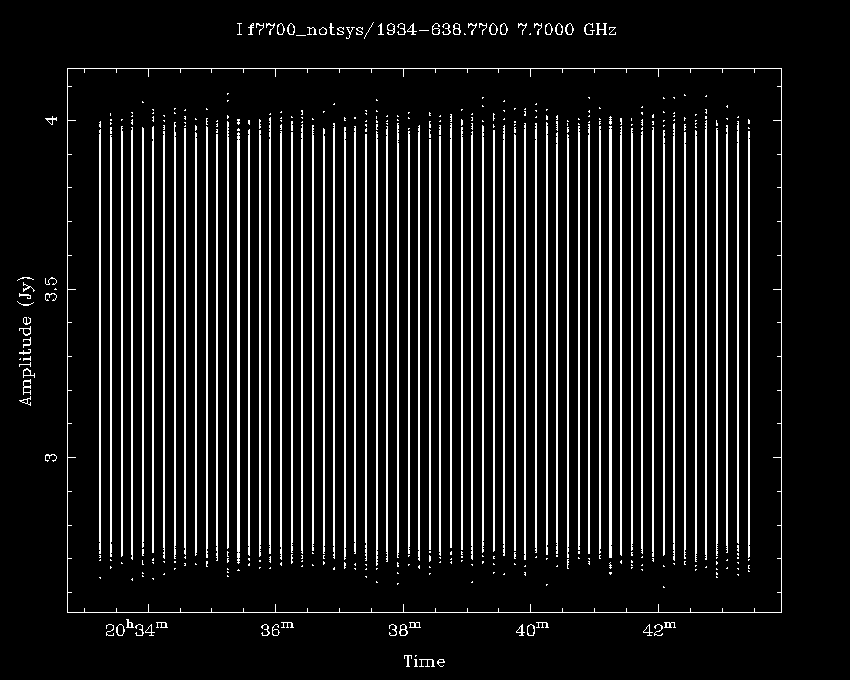 I f7700_notsys/1934−638.7700 7.7000 GHz
4
3.5
3
Amplitude (Jy)
20ʰ34ᵐ 36ᵐ 38ᵐ 40ᵐ 42ᵐ
Time